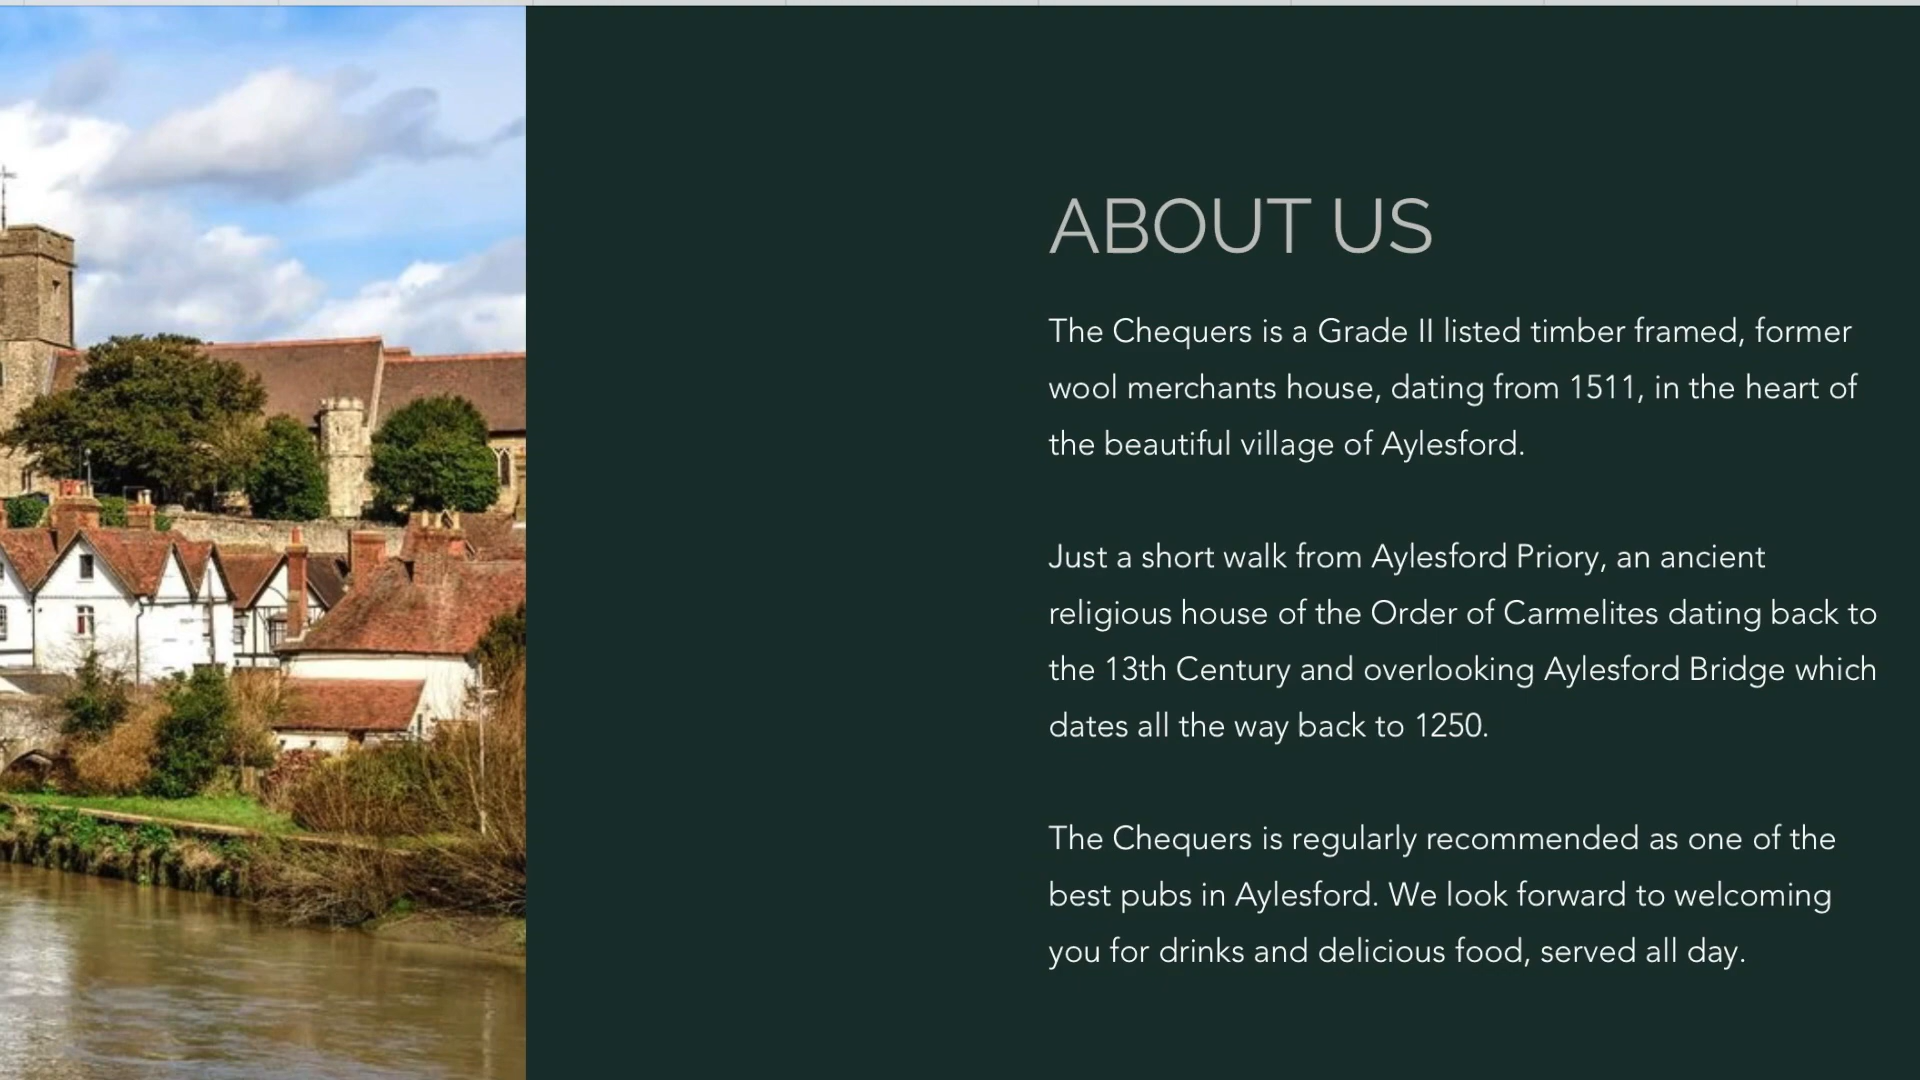 ABOUT US
The Chequers is a Grade II listed timber framed, former
wool merchants house, dating from 1511, in the heart of
the beautiful village of Aylesford.
Just a short walk from Aylesford Priory, an ancient
religious house of the Order of Carmelites dating back to
the 13th Century and overlooking Aylesford Bridge which
dates all the way back to 1250.
The Chequers is regularly recommended as one of the
best pubs in Aylesford. We look forward to welcoming
you for drinks and delicious food, served all day.